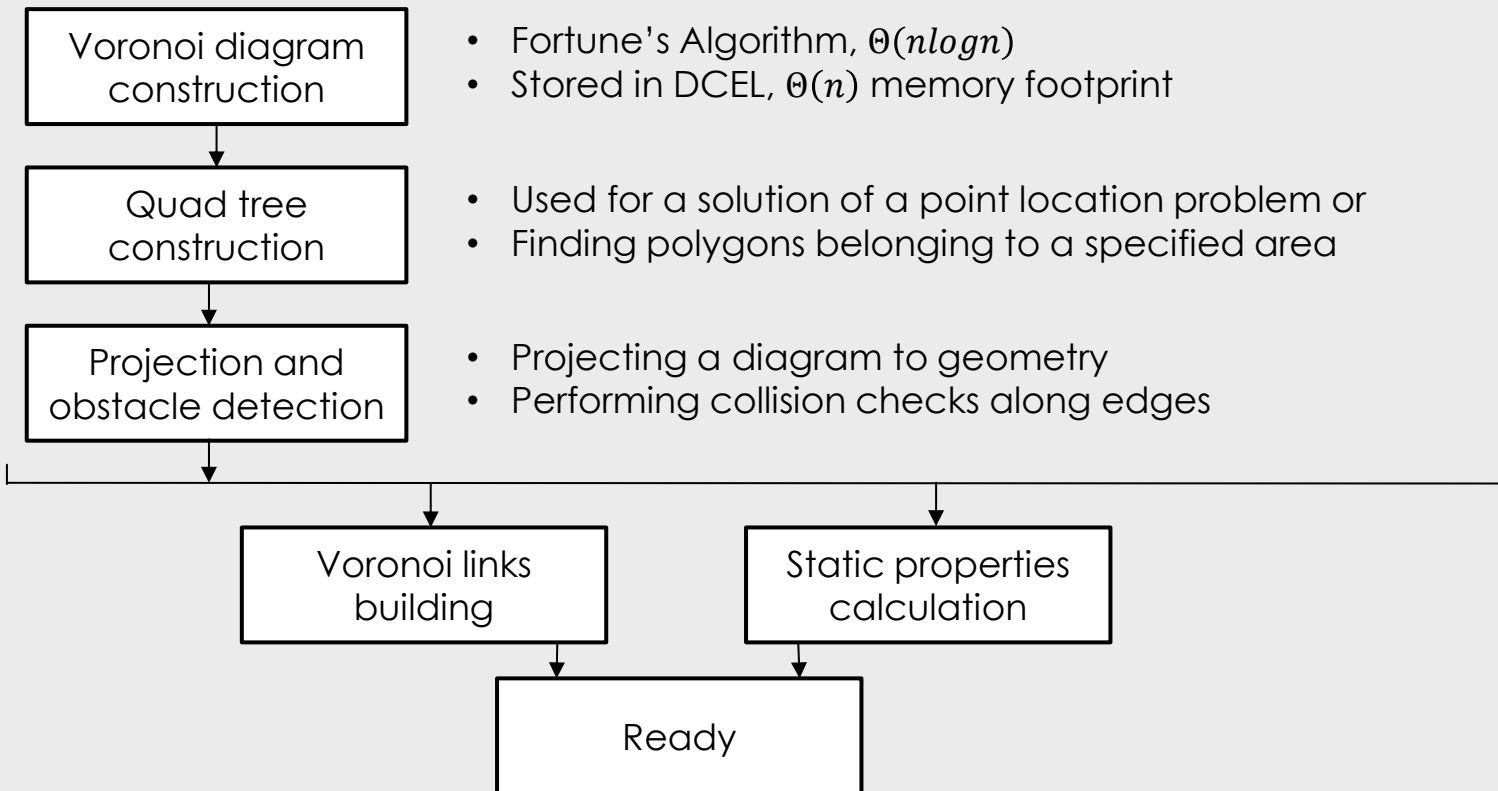 Voronoi diagram
construction
• Fortune’s Algorithm, Θ(nlogn)
• Stored in DCEL, Θ(n) memory footprint
Quad tree
construction
• Used for a solution of a point location problem or
• Finding polygons belonging to a specified area
Projection and
obstacle detection
• Projecting a diagram to geometry
• Performing collision checks along edges
Voronoi links
building
Static properties
calculation
Ready